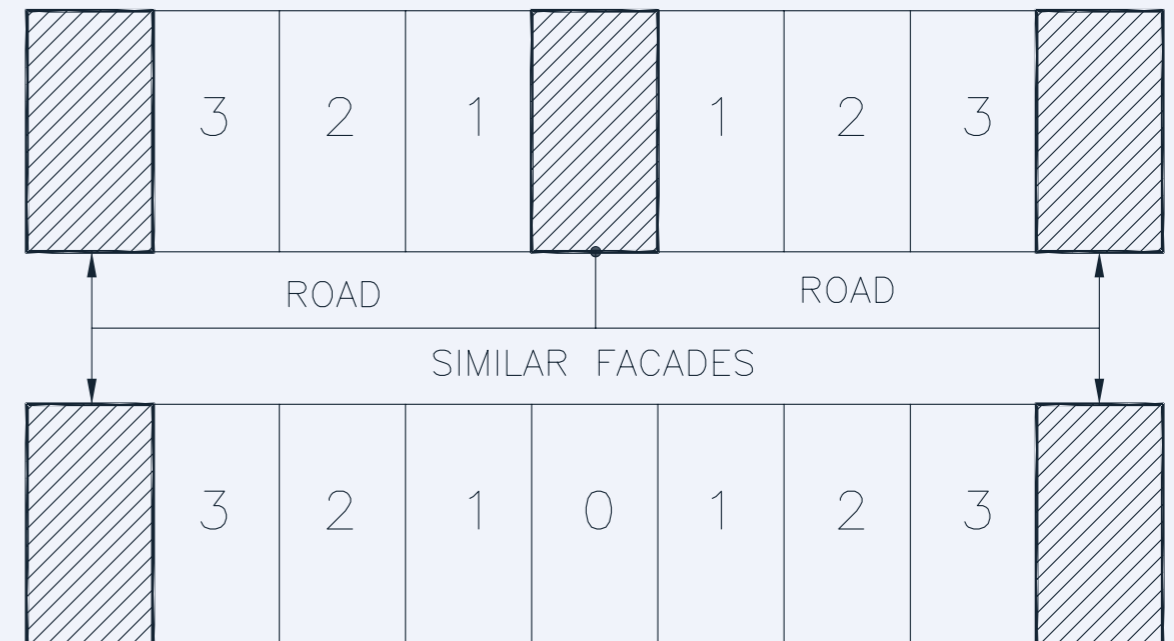 3 2 1 1 2 3
ROAD ROAD
SIMILAR FACADES
3 2 1 0 1 2 3